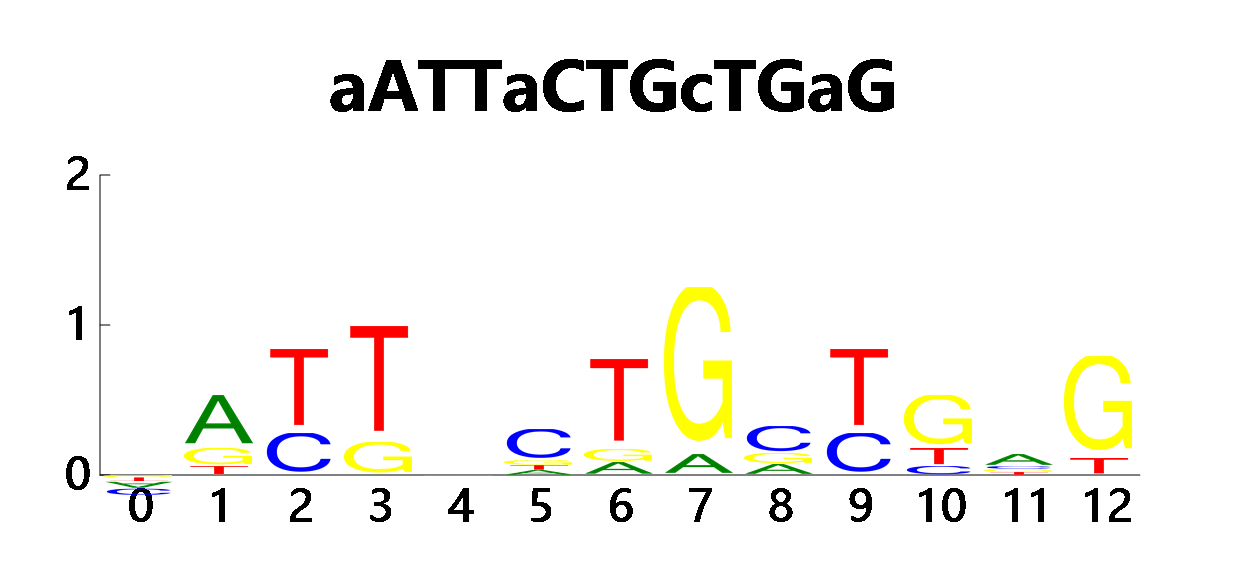 aATTaCTGcTGaG
2
1
0
0 1 2 3 4 5 6 7 8 9 10 11 12
A G T
T C
T G
C G T A
T G A
G A
C G A
T C
G T C
A C G T
G T